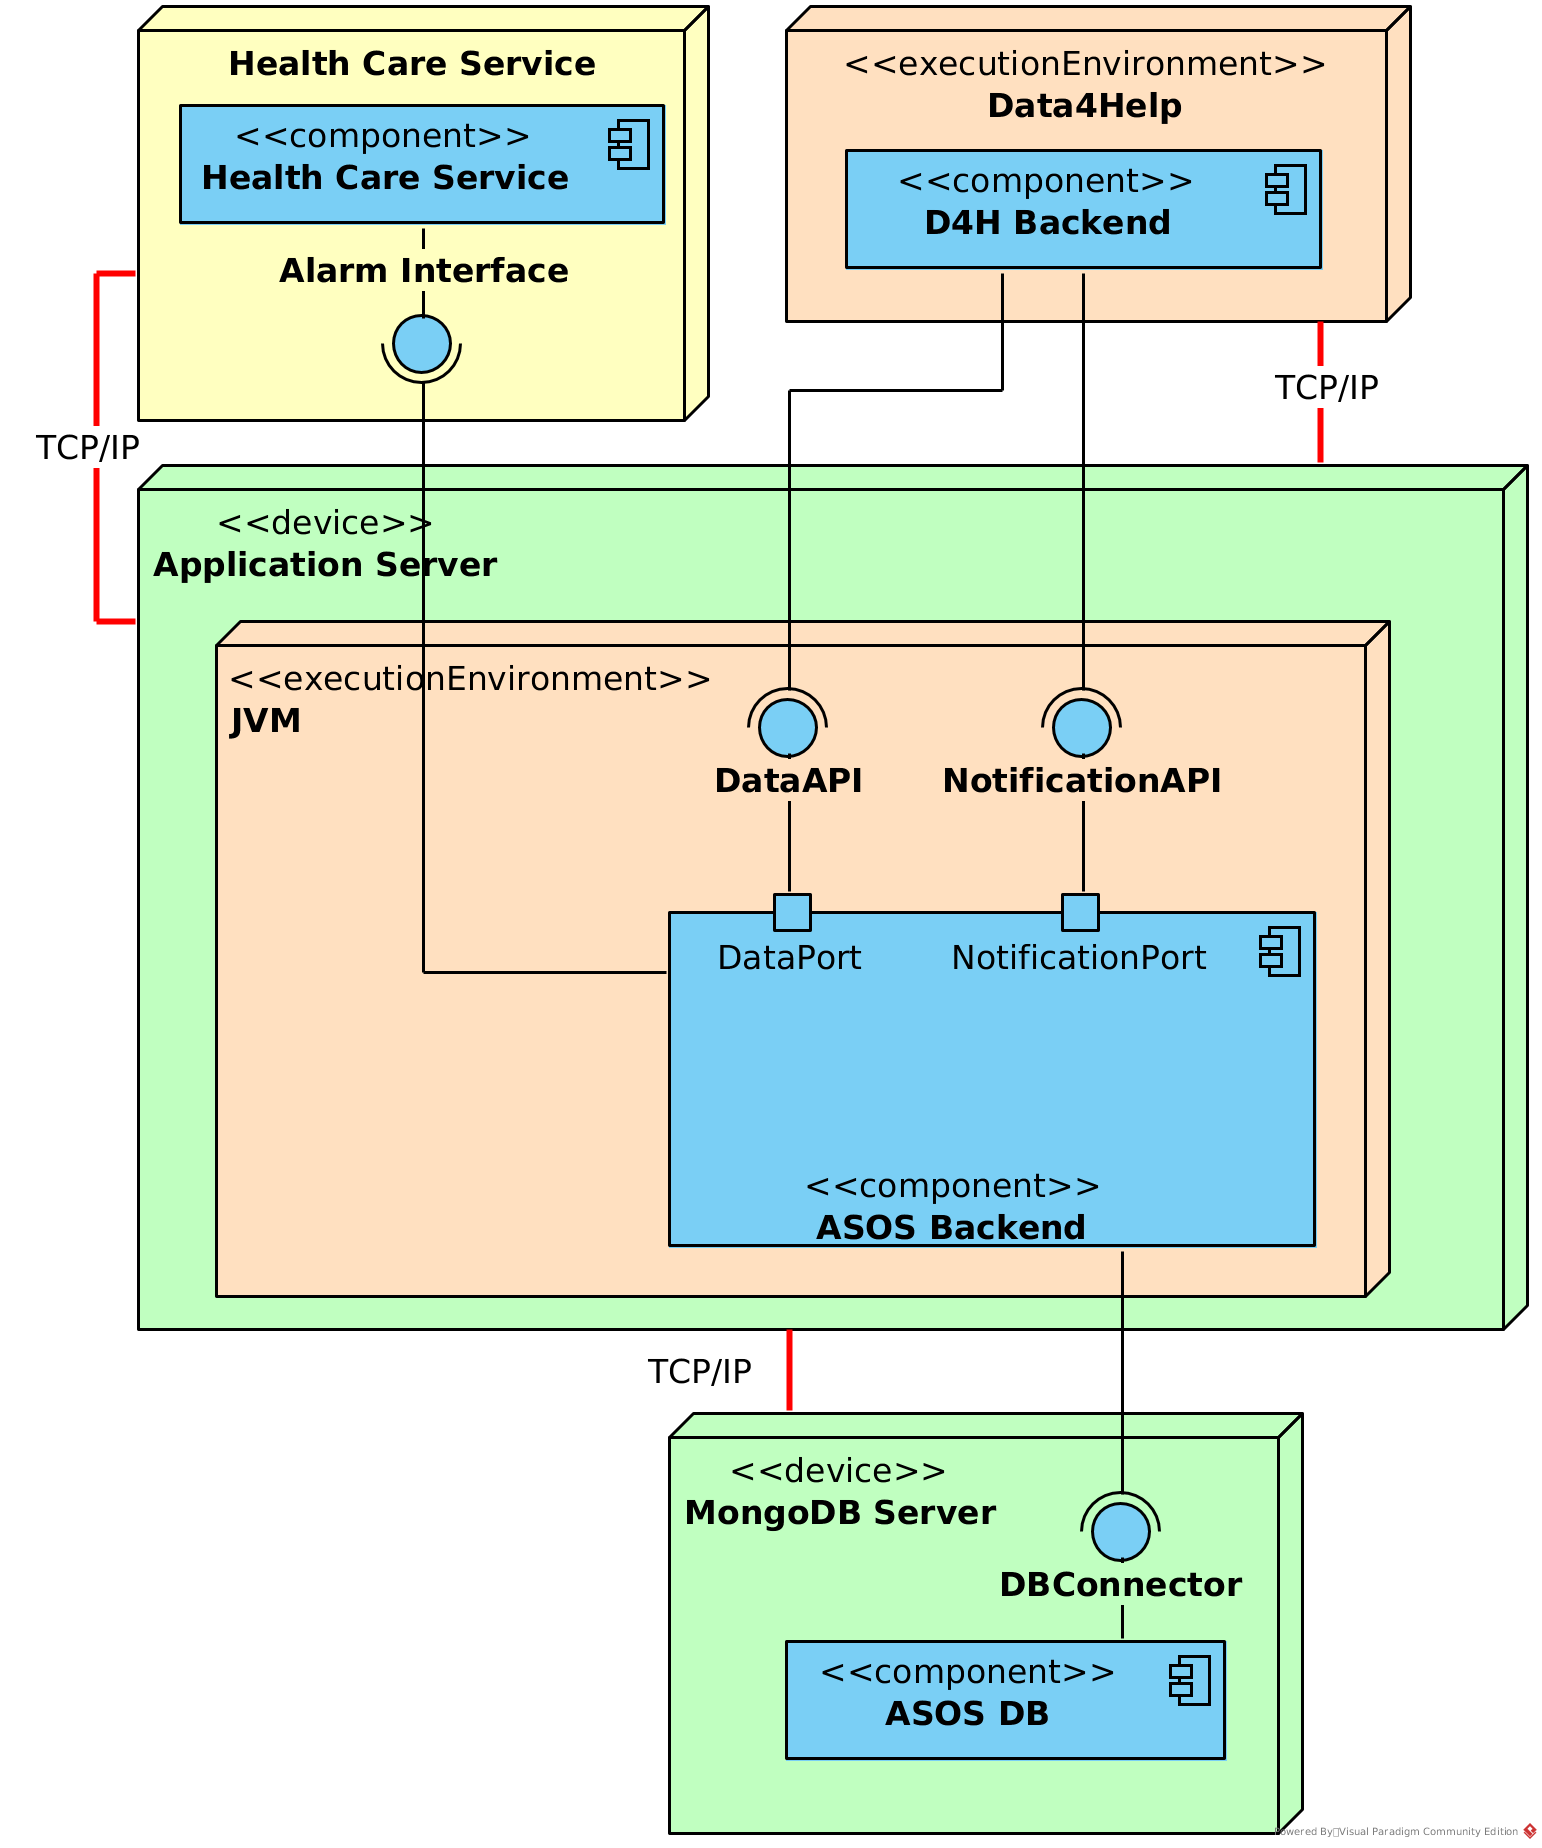 Health Care Service
<<component>>
Health Care Service
Alarm Interface
<<executionEnvironment>>
Data4Help
<<component>>
D4H Backend
TCP/IP
TCP/IP
<<device>>
Application Server
<<executionEnvironment>>
JVM
DataAPI
NotificationAPI
DataPort
NotificationPort
<<component>>
ASOS Backend
TCP/IP
<<device>>
MongoDB Server
DBConnector
<<component>>
ASOS DB
Powered By Visual Paradigm Community Edition